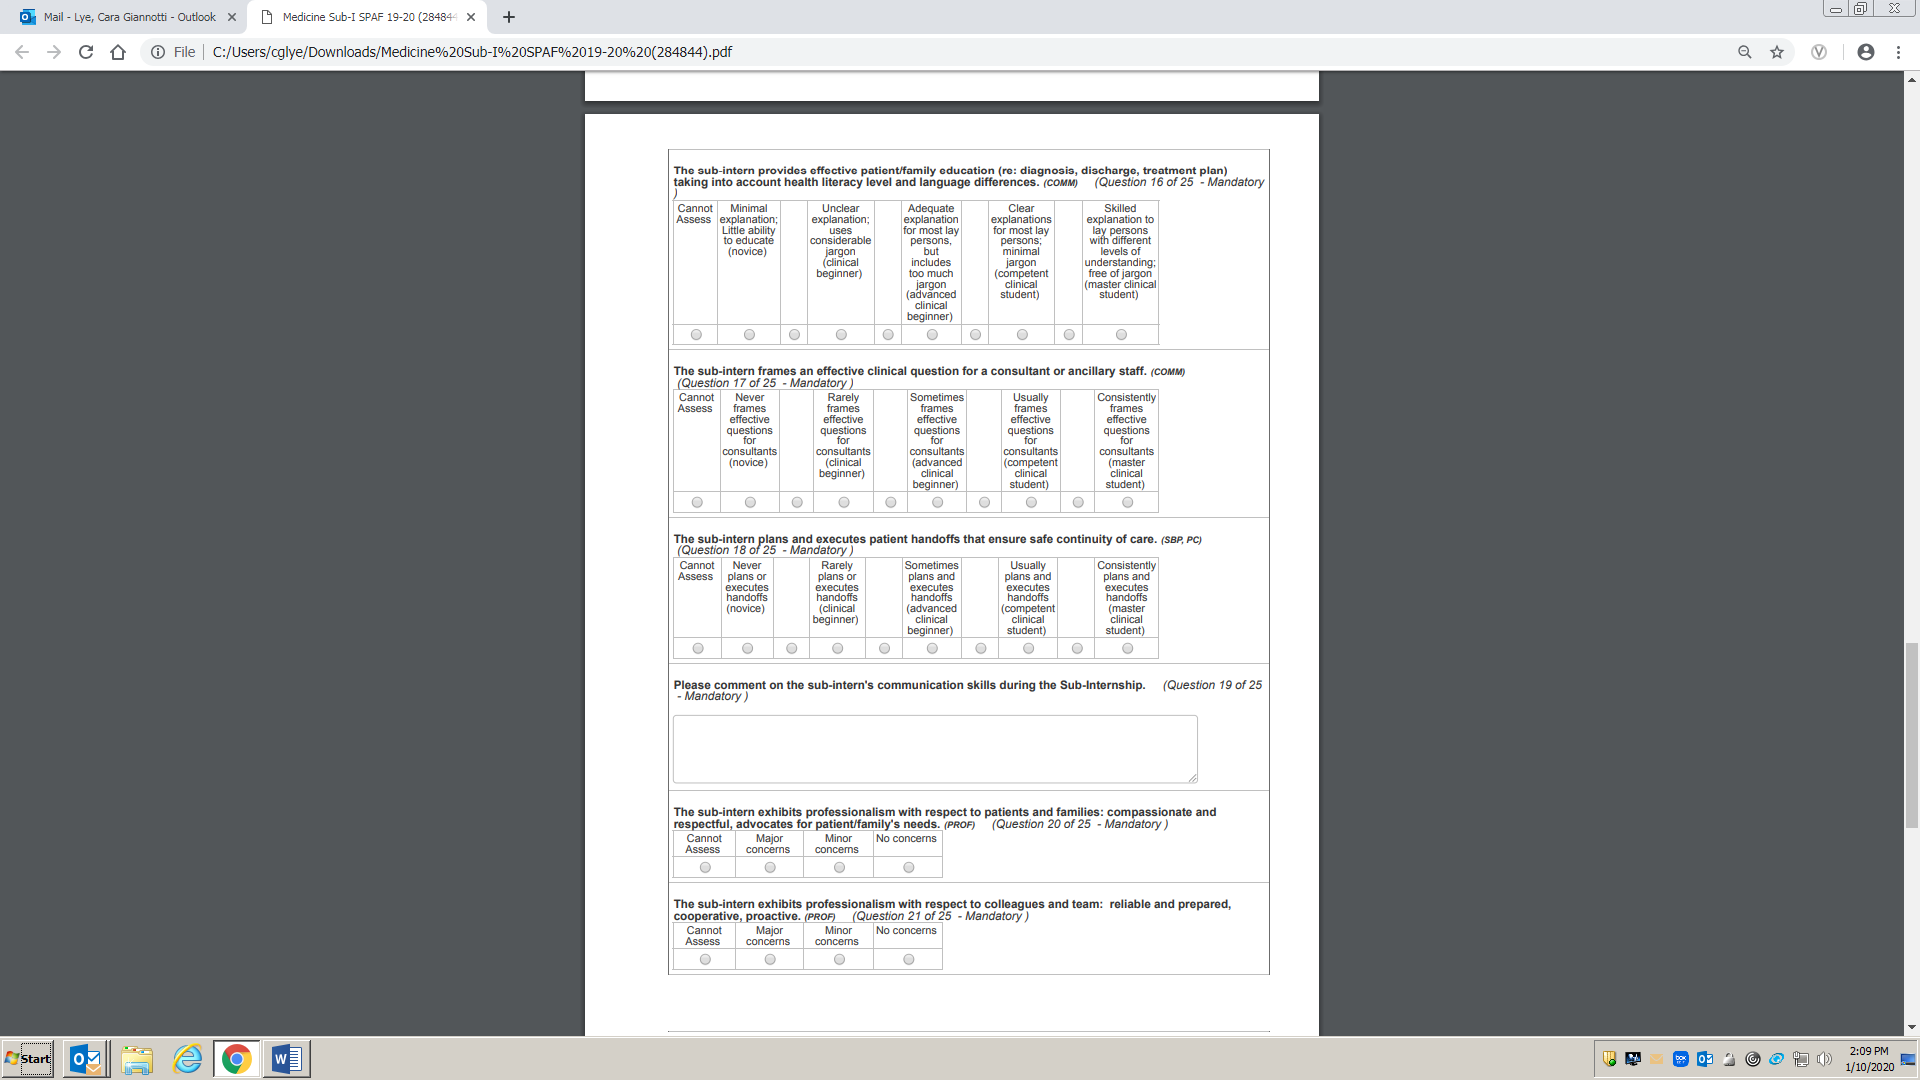 Mail - Lye, Cara Giannotti - Outlook
Medicine Sub-I SPAF 19-20 (284844
File
C:/Users/cglye/Downloads/Medicine%20Sub-I%20SPAF%2019-20%20(284844).pdf
The sub-intern provides effective patient/family education (re: diagnosis, discharge, treatment plan)
taking into account health literacy level and language differences. (COMM) (Question 16 of 25 - Mandatory
)
Cannot
Assess
Minimal
explanation;
Little ability
to educate
(novice)
Unclear
explanation;
uses
considerable
jargon
(clinical
beginner)
Adequate
explanation
for most lay
persons,
but
includes
too much
jargon
(advanced
clinical
beginner)
Clear
explanations
for most lay
persons;
minimal
jargon
(competent
clinical
student)
Skilled
explanation to
lay persons
with different
levels of
understanding;
free of jargon
(master clinical
student)
The sub-intern frames an effective clinical question for a consultant or ancillary staff. (COMM)
(Question 17 of 25 - Mandatory )
Cannot
Assess
Never
frames
effective
questions
for
consultants
(novice)
Rarely
frames
effective
questions
for
consultants
(clinical
beginner)
Sometimes
frames
effective
questions
for
consultants
(advanced
clinical
beginner)
Usually
frames
effective
questions
for
consultants
(competent
clinical
student)
Consistently
frames
effective
questions
for
consultants
(master
clinical
student)
The sub-intern plans and executes patient handoffs that ensure safe continuity of care. (SBP, PC)
(Question 18 of 25 - Mandatory )
Cannot
Assess
Never
plans or
executes
handoffs
(novice)
Rarely
plans or
executes
handoffs
(clinical
beginner)
Sometimes
plans and
executes
handoffs
(advanced
clinical
beginner)
Usually
plans and
executes
handoffs
(competent
clinical
student)
Consistently
plans and
executes
handoffs
(master
clinical
student)
Please comment on the sub-intern's communication skills during the Sub-Internship. (Question 19 of 25
- Mandatory )
The sub-intern exhibits professionalism with respect to patients and families: compassionate and
respectful, advocates for patient/family's needs. (PROF) (Question 20 of 25 - Mandatory )
Cannot
Assess
Major
concerns
Minor
concerns
No concerns
The sub-intern exhibits professionalism with respect to colleagues and team: reliable and prepared,
cooperative, proactive. (PROF) (Question 21 of 25 - Mandatory )
Cannot
Assess
Major
concerns
Minor
concerns
No concerns
Start
2:09 PM
1/10/2020